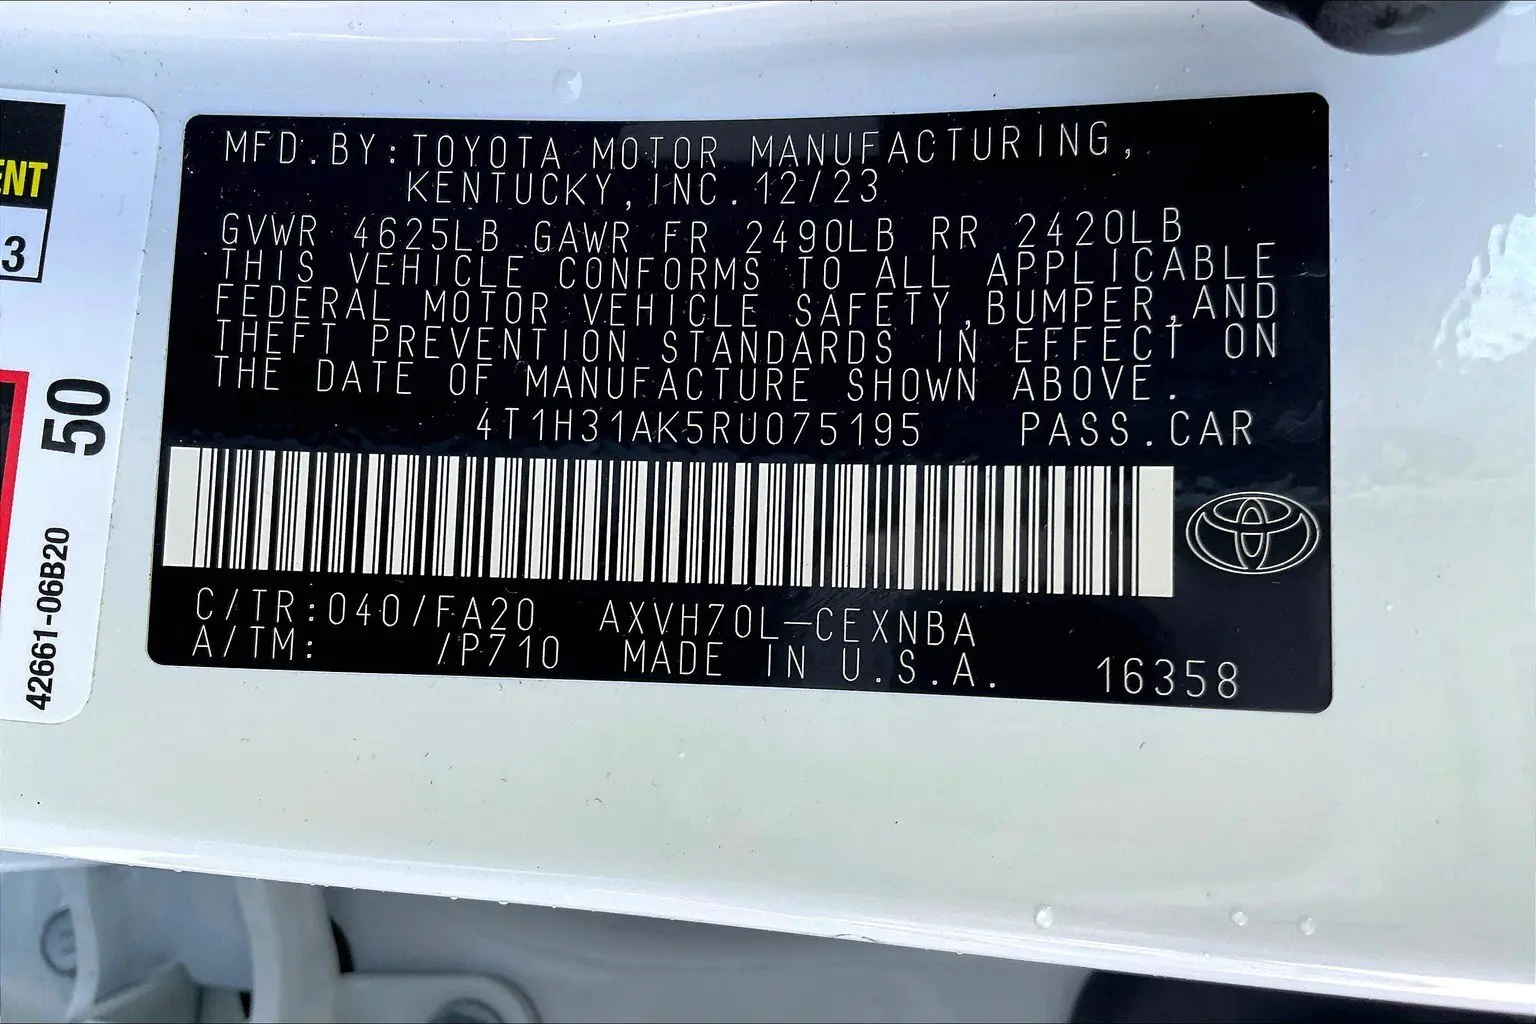 ENT
3
50
42661-06B20
MFD.BY:TOYOTA MOTOR MANUFACTURING,
KENTUCKY,INC.12/23
GVWR 4625LB GAWR FR 2490LB RR 2420LB
THIS VEHICLE CONFORMS TO ALL APPLICABLE
FEDERAL MOTOR VEHICLE SAFETY,BUMPER,AND
THEFT PREVENTION STANDARDS IN EFFECT ON
THE DATE OF MANUFACTURE SHOWN ABOVE.
4T1H31AK5RU075195 PASS.CAR
C/TR:040/FA20 AXVH70L-CEXNBA
A/TM: /P710 MADE IN U.S.A. 16358